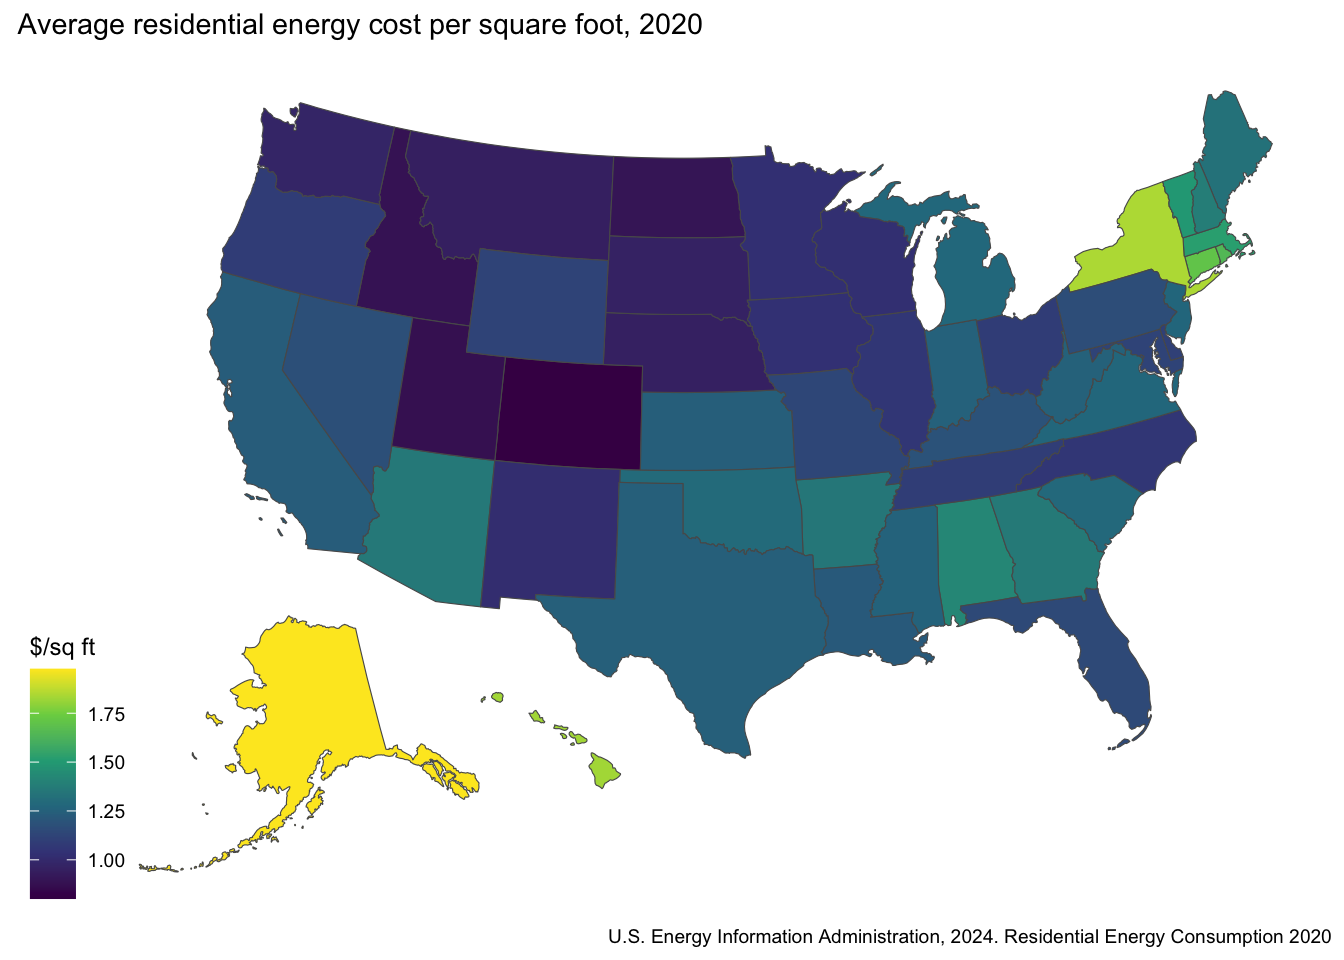 Average residential energy cost per square foot, 2020
$/sq ft
1.75
1.50
1.25
1.00
U.S. Energy Information Administration, 2024. Residential Energy Consumption 2020